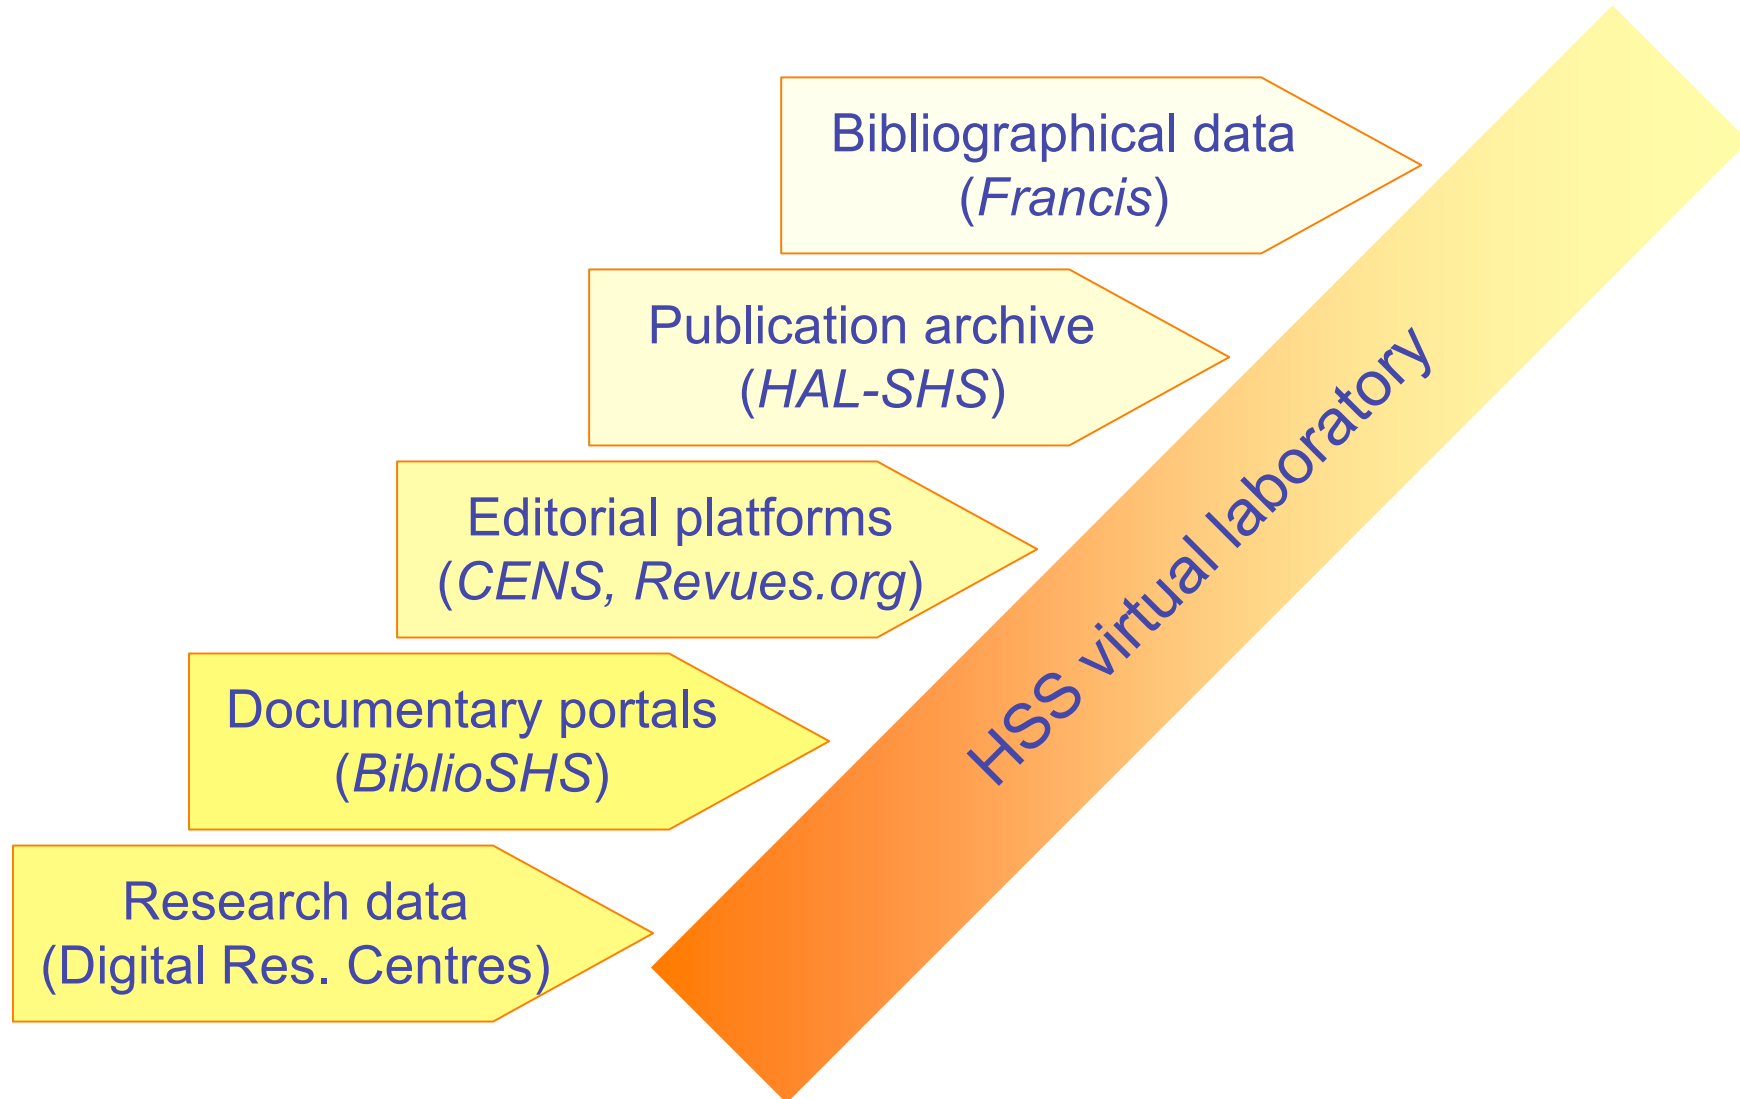 Bibliographical data
(Francis)
Publication archive
(HAL-SHS)
Editorial platforms
(CENS, Revues.org)
Documentary portals
(BiblioSHS)
Research data
(Digital Res. Centres)
HSS virtual laboratory